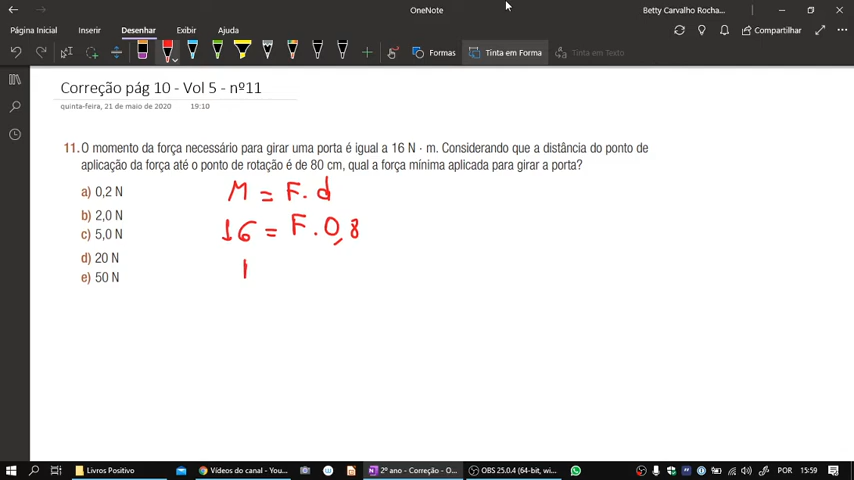 OneNote
Betty Carvalho Rocha...
Página Inicial Inserir Desenhar Exibir Ajuda
Compartilhar
Formas
Tinta em Forma
Tinta em Texto
Correção pág 10 - Vol 5 - nº11
quinta-feira, 21 de maio de 2020 19:10
11. O momento da força necessário para girar uma porta é igual a 16 N · m. Considerando que a distância do ponto de
aplicação da força até o ponto de rotação é de 80 cm, qual a força mínima aplicada para girar a porta?
a) 0,2 N
M = F. d
b) 2,0 N
16 = F. 0,8
c) 5,0 N
d) 20 N
e) 50 N
Livros Positivo
Vídeos do canal - You...
2º ano - Correção - O...
OBS 25.0.4 (64-bit, wi...
POR 15:59